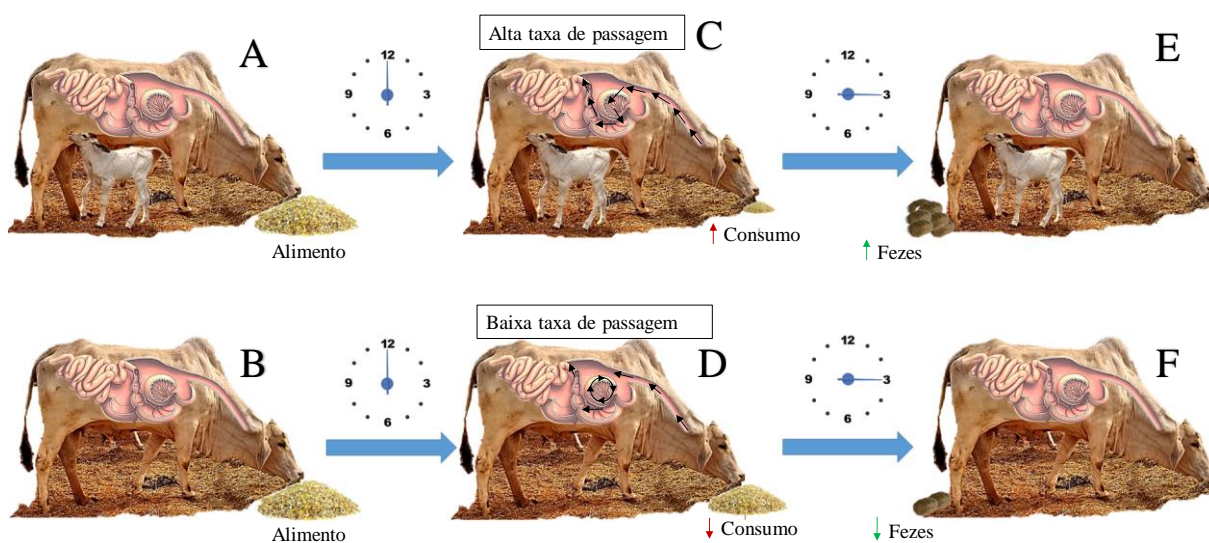 Alta taxa de passagem
A
C
E
12
9
3
6
12
9
3
6
Alimento
↑ Consumo
↑ Fezes
Baixa taxa de passagem
B
D
F
12
9
3
6
12
9
3
6
Alimento
↓ Consumo
↓ Fezes